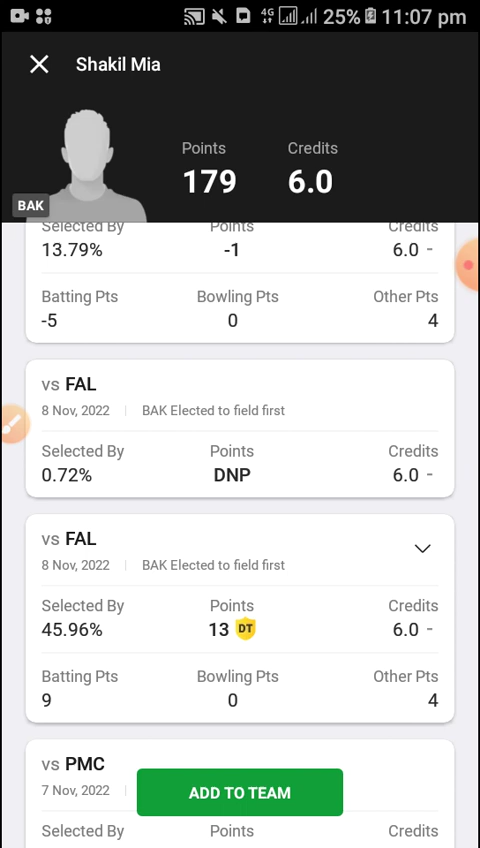 4G 25% 11:07 pm
Shakil Mia
Points Credits
179 6.0
BAK
Selected By Points Credits
13.79% -1 6.0 -
Batting Pts Bowling Pts Other Pts
-5 0 4
vs FAL
8 Nov, 2022 BAK Elected to field first
Selected By Points Credits
0.72% DNP 6.0 -
vs FAL
8 Nov, 2022 BAK Elected to field first
Selected By Points Credits
45.96% 13 DT 6.0 -
Batting Pts Bowling Pts Other Pts
9 0 4
vs PMC
7 Nov, 2022
ADD TO TEAM
Selected By Points Credits